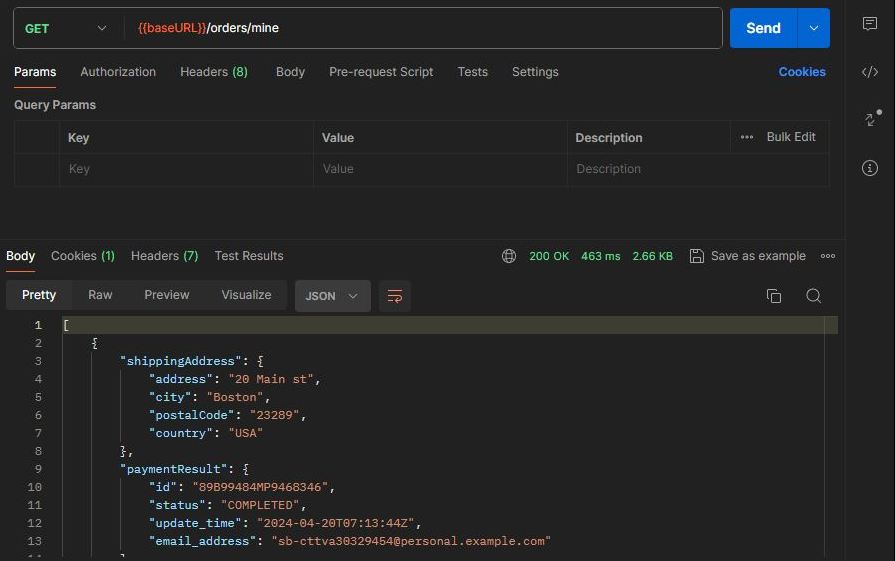 GET {{baseURL}}/orders/mine Send
Params Authorization Headers (8) Body Pre-request Script Tests Settings Cookies
Query Params
Key Value Description ••• Bulk Edit
Key Value Description
Body Cookies (1) Headers (7) Test Results 200 OK 463 ms 2.66 KB Save as example
Pretty Raw Preview Visualize JSON
1 [
2 {
3 "shippingAddress": {
4 "address": "20 Main st",
5 "city": "Boston",
6 "postalCode": "23289",
7 "country": "USA"
8 },
9 "paymentResult": {
10 "id": "89B99484MP9468346",
11 "status": "COMPLETED",
12 "update_time": "2024-04-20T07:13:44Z",
13 "email_address": "sb-cttva30329454@personal.example.com"